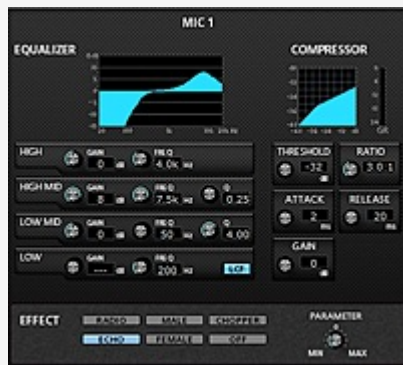 MIC 1
EQUALIZER
COMPRESSOR
HIGH GAIN 0 dB FREQ 4.0k Hz
HIGH MID GAIN 8 dB FREQ 7.5k Hz Q 0.25
LOW MID GAIN 0 dB FREQ 50 Hz Q 4.00
LOW GAIN --- dB FREQ 200 Hz LCF
THRESHOLD -32 dB
RATIO
ATTACK 2 ms
RELEASE 20 ms
GAIN 0 dB
GR
EFFECT
RADIO MALE CHOPPER
ECHO FEMALE OFF
PARAMETER
0
MIN MAX